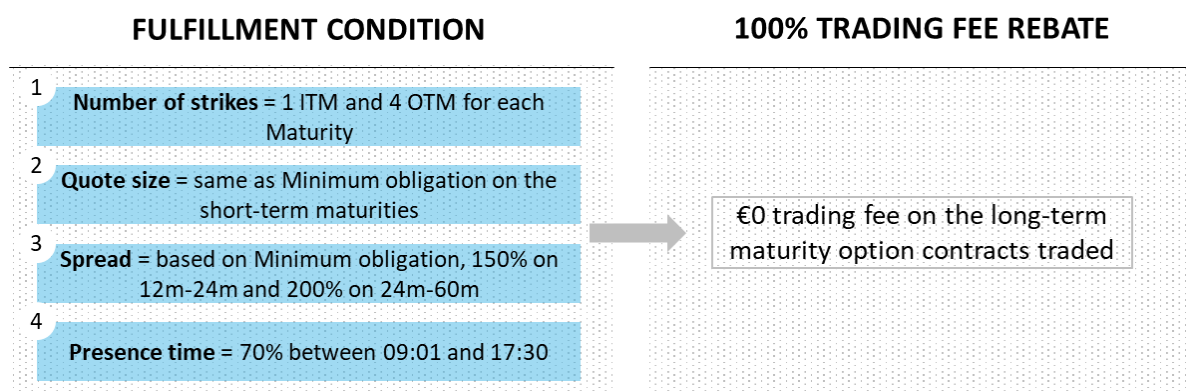 FULFILLMENT CONDITION
1
Number of strikes = 1 ITM and 4 OTM for each
Maturity
2
Quote size = same as Minimum obligation on the
short-term maturities
3
Spread = based on Minimum obligation, 150% on
12m-24m and 200% on 24m-60m
4
Presence time = 70% between 09:01 and 17:30
100% TRADING FEE REBATE
€0 trading fee on the long-term
maturity option contracts traded